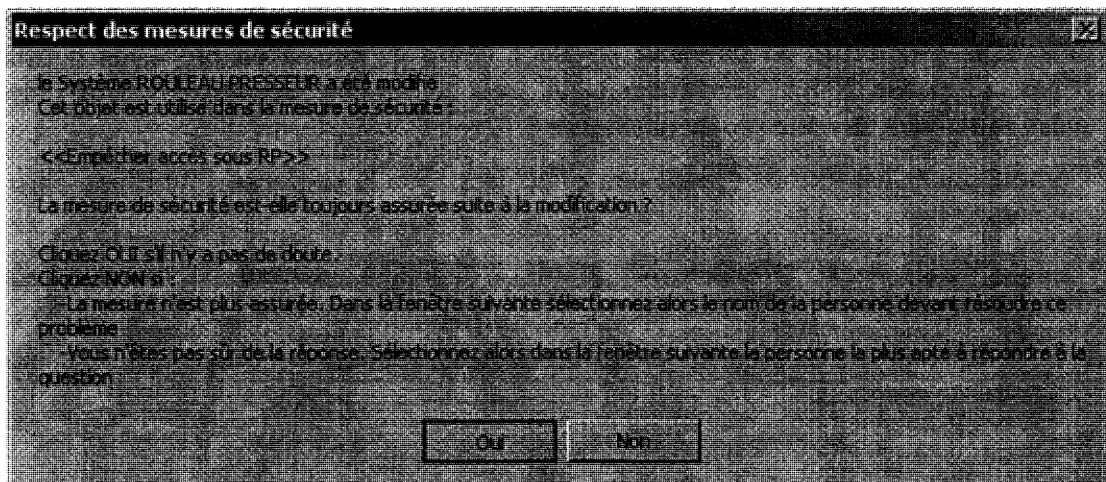 Respect des mesures de sécurité
le Système ROULEAU PRESSEUR a été modifié
Cet objet est utilisé dans la mesure de sécurité :
<<Empêcher accès sous RP>>
La mesure de sécurité est-elle toujours assurée suite à la modification ?
Cliquez OUI s'il n'y a pas de doute.
Cliquez NON si :
-La mesure n'est plus assurée. Dans la fenêtre suivante sélectionnez alors le nom de la personne devant résoudre ce
problème
-Vous n'êtes pas sûr de la réponse. Sélectionnez alors dans la fenêtre suivante la personne la plus apte à répondre à la
question
Oui
Non